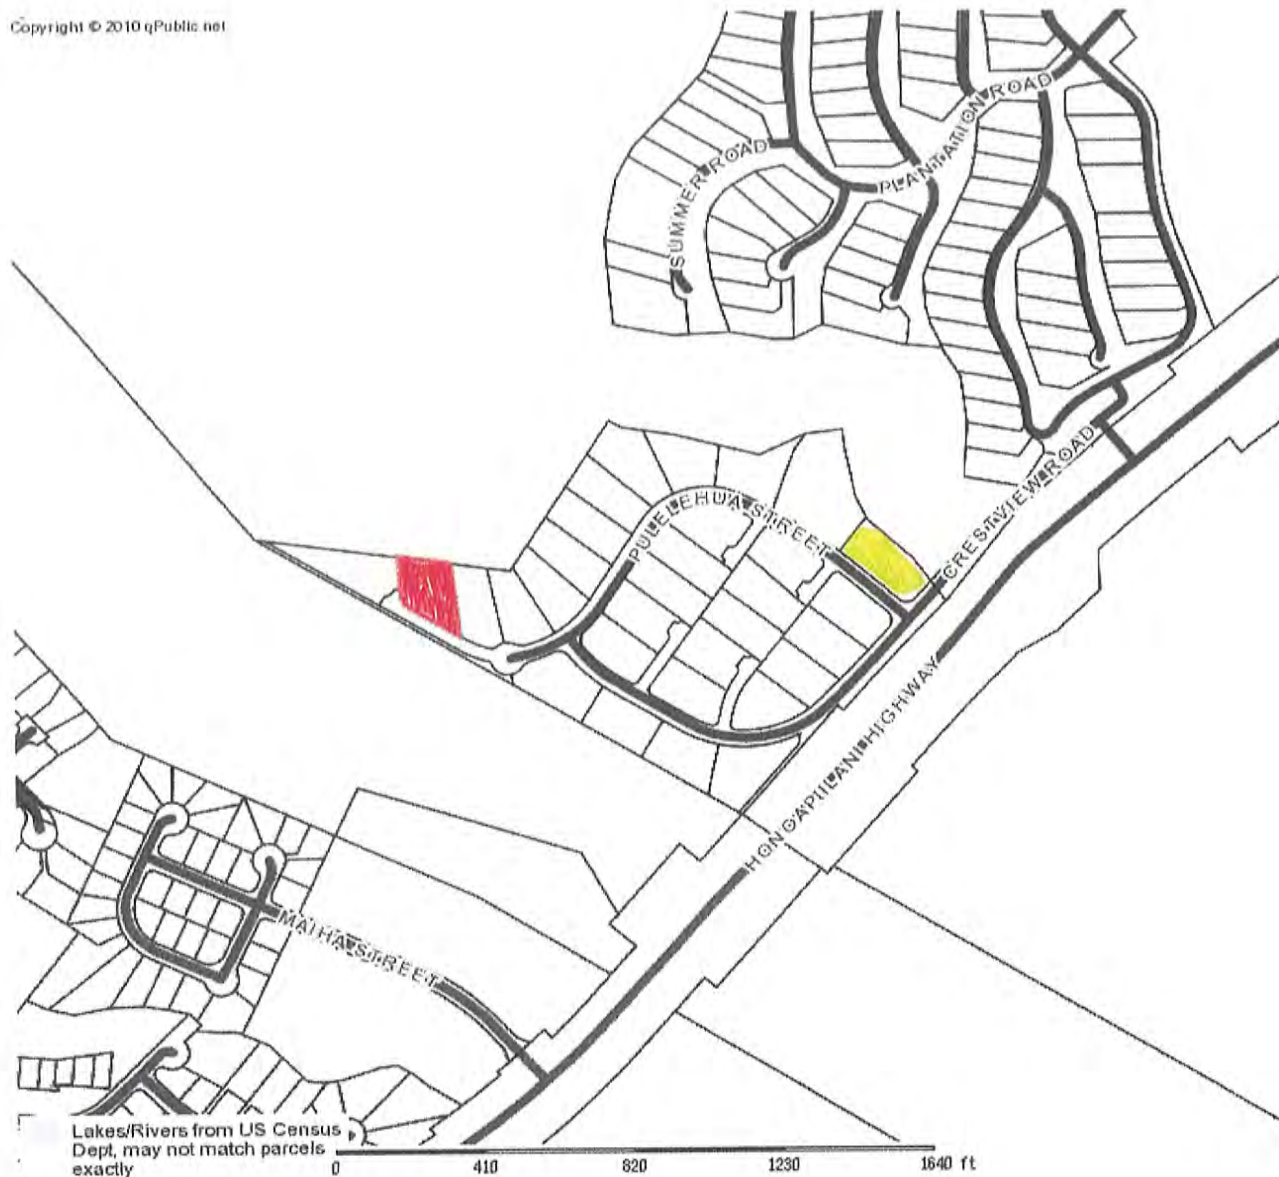 Copyright © 2010 qPublic.net
PLANTATION ROAD
SUMMER ROAD
PULELEHUA STREET
CRESTVIEW ROAD
HONOAPIILANI HIGHWAY
MAIHA STREET
Lakes/Rivers from US Census
Dept, may not match parcels
exactly
0 410 820 1230 1640 ft